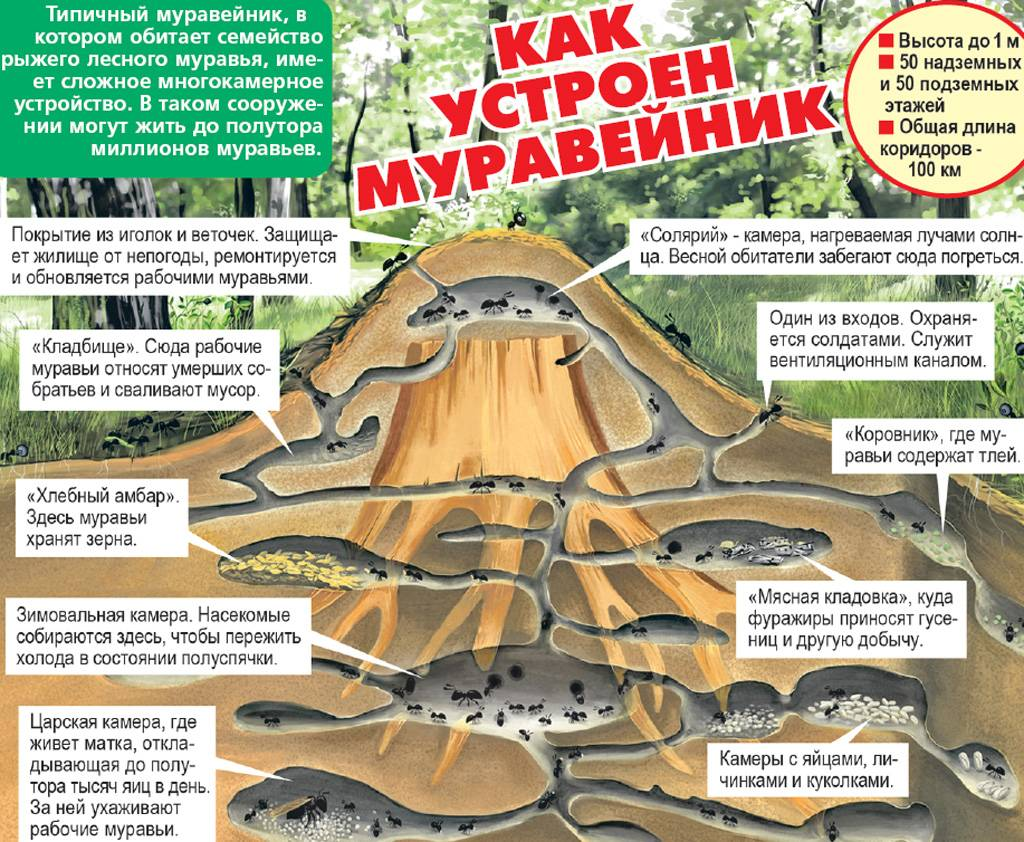 Типичный муравейник, в
котором обитает семейство
рыжего лесного муравья, име-
ет сложное многокамерное
устройство. В таком сооруже-
нии могут жить до полутора
миллионов муравьев.
КАК
УСТРОЕН
МУРАВЕЙНИК
Высота до 1 м
50 надземных
и 50 подземных
этажей
Общая длина
коридоров -
100 км
Покрытие из иголок и веточек. Защища-
ет жилище от непогоды, ремонтируется
и обновляется рабочими муравьями.
«Солярий» - камера, нагреваемая лучами солн-
ца. Весной обитатели забегают сюда погреться.
Один из входов. Охраня-
ется солдатами. Служит
вентиляционным каналом.
«Кладбище». Сюда рабочие
муравьи относят умерших со-
братьев и сваливают мусор.
«Коровник», где му-
равьи содержат тлей.
«Хлебный амбар».
Здесь муравьи
хранят зерна.
«Мясная кладовка», куда
фуражиры приносят гусе-
ниц и другую добычу.
Зимовальная камера. Насекомые
собираются здесь, чтобы пережить
холода в состоянии полуспячки.
Царская камера, где
живет матка, откла-
дывающая до полу-
тора тысяч яиц в день.
За ней ухаживают
рабочие муравьи.
Камеры с яйцами, ли-
чинками и куколками.